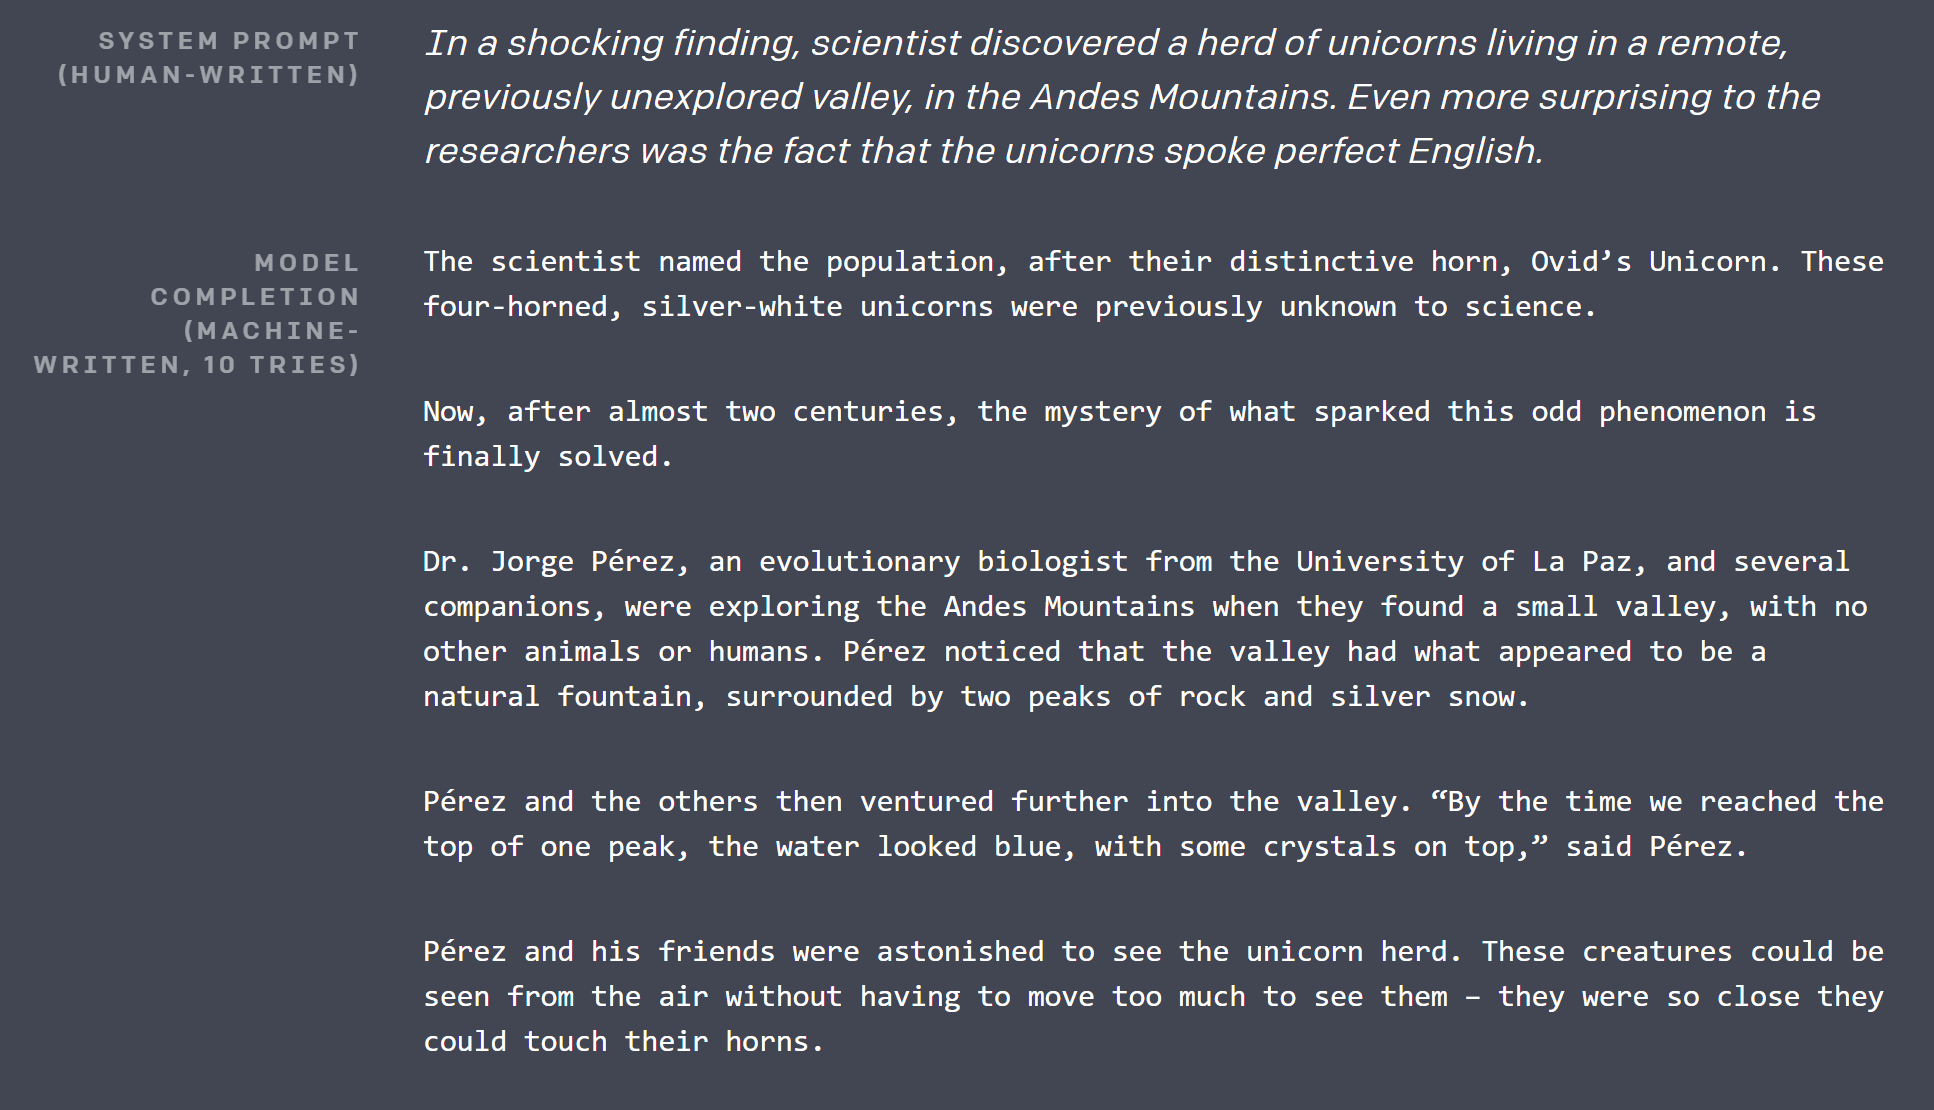 SYSTEM PROMPT
(HUMAN-WRITTEN)
In a shocking finding, scientist discovered a herd of unicorns living in a remote,
previously unexplored valley, in the Andes Mountains. Even more surprising to the
researchers was the fact that the unicorns spoke perfect English.
MODEL
COMPLETION
(MACHINE-
WRITTEN, 10 TRIES)
The scientist named the population, after their distinctive horn, Ovid’s Unicorn. These
four-horned, silver-white unicorns were previously unknown to science.
Now, after almost two centuries, the mystery of what sparked this odd phenomenon is
finally solved.
Dr. Jorge Pérez, an evolutionary biologist from the University of La Paz, and several
companions, were exploring the Andes Mountains when they found a small valley, with no
other animals or humans. Pérez noticed that the valley had what appeared to be a
natural fountain, surrounded by two peaks of rock and silver snow.
Pérez and the others then ventured further into the valley. “By the time we reached the
top of one peak, the water looked blue, with some crystals on top,” said Pérez.
Pérez and his friends were astonished to see the unicorn herd. These creatures could be
seen from the air without having to move too much to see them – they were so close they
could touch their horns.